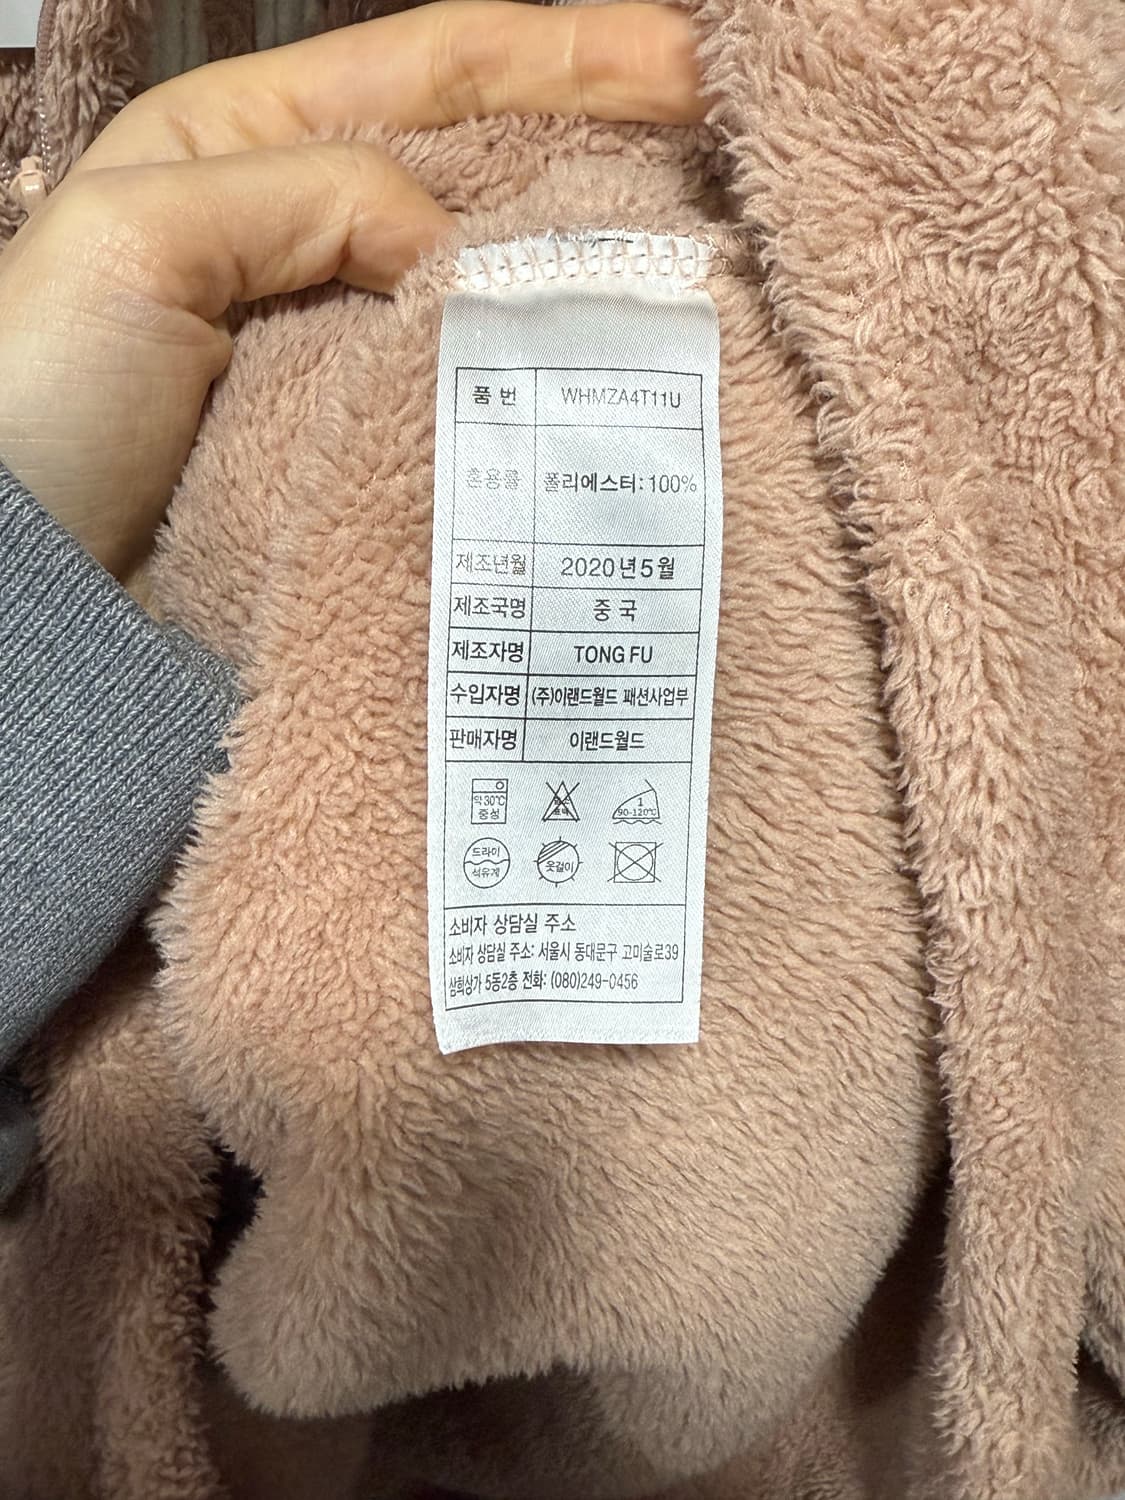 품 번 WHMZA4T11U
혼용률 폴리에스터: 100%
제조년월 2020년5월
제조국명 중 국
제조자명 TONG FU
수입자명 (주)이랜드월드 패션사업부
판매자명 이랜드월드
약30℃ 1
중성 90-120℃
드라이 옷걸이
석유계
소비자 상담실 주소
소비자 상담실 주소: 서울시 동대문구 고미술로39
삼희상가 5동2층 전화: (080)249-0456